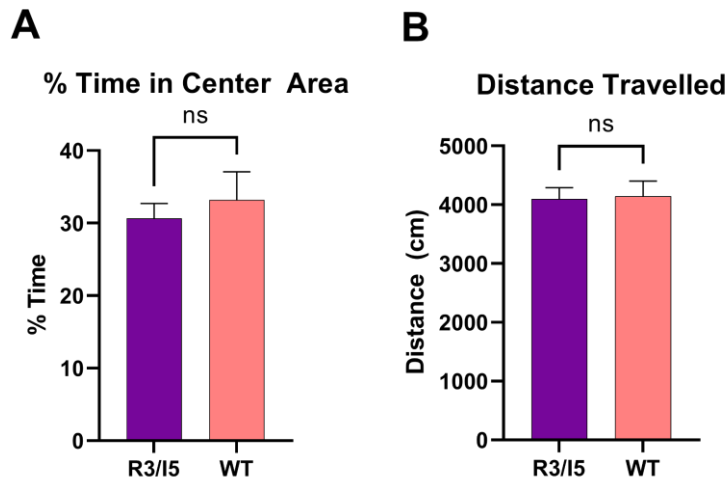 A
% Time in Center Area
ns
40
30
20
10
0
% Time
R3/I5 WT
B
Distance Travelled
ns
5000
4000
3000
2000
1000
0
Distance (cm)
R3/I5 WT